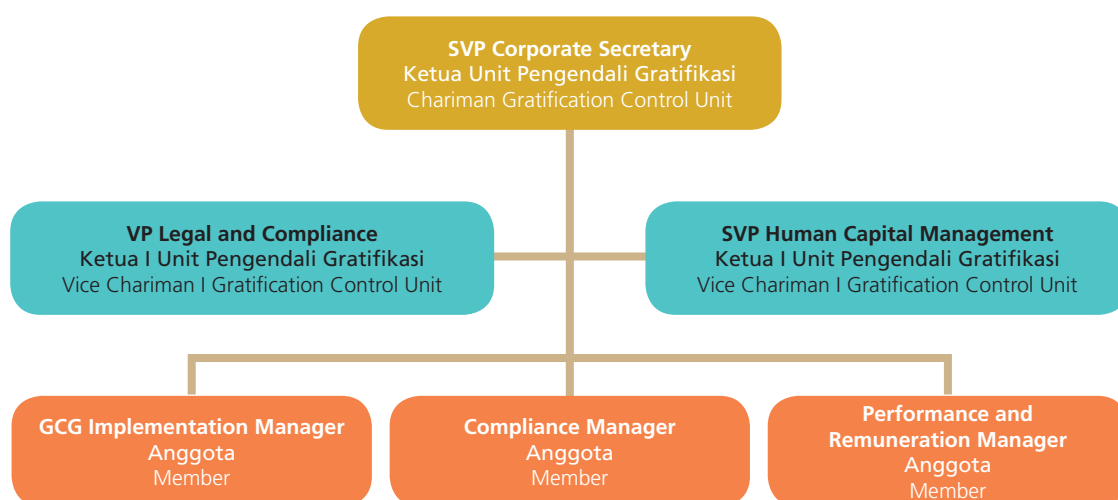 SVP Corporate Secretary
Ketua Unit Pengendali Gratifikasi
Chariman Gratification Control Unit
VP Legal and Compliance
Ketua I Unit Pengendali Gratifikasi
Vice Chariman I Gratification Control Unit
SVP Human Capital Management
Ketua I Unit Pengendali Gratifikasi
Vice Chariman I Gratification Control Unit
GCG Implementation Manager
Anggota
Member
Compliance Manager
Anggota
Member
Performance and
Remuneration Manager
Anggota
Member